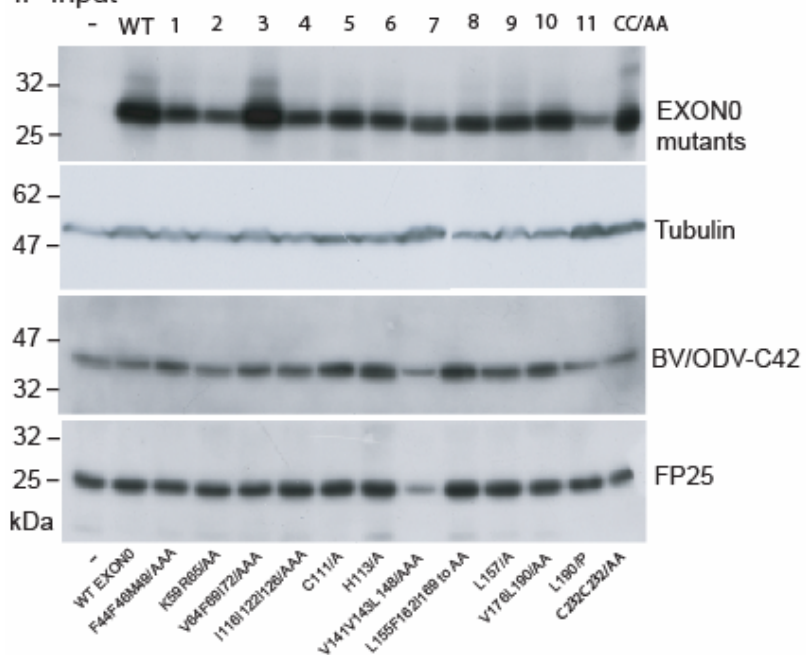 - WT 1 2 3 4 5 6 7 8 9 10 11 CC/AA
32
25
EXON0
mutants
62
47
Tubulin
47
32
BV/ODV-C42
32
25
kDa
FP25
-
WT EXON0
F44F46M49/AAA
K59R65/AA
V64F69I72/AAA
I116I122I126/AAA
C111/A
H113/A
V141V143L148/AAA
L155F162I169 to AA
L157/A
V176L190/AA
L190/P
C232C232/AA